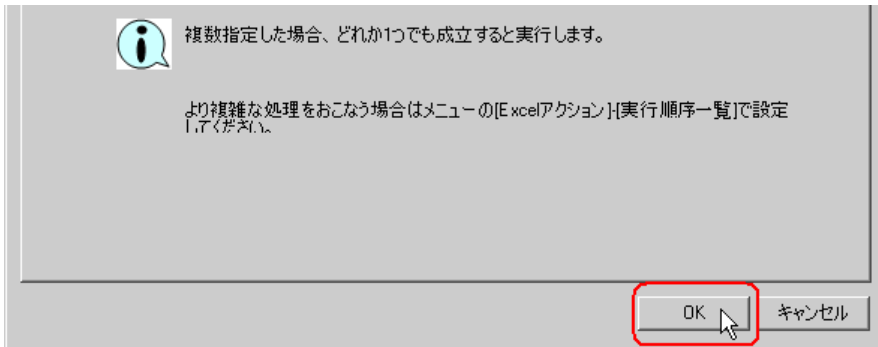 複数指定した場合、どれか1つでも成立すると実行します。
より複雑な処理をおこなう場合はメニューの[Excelアクション]-[実行順序一覧]で設定
してください。
OK
キャンセル